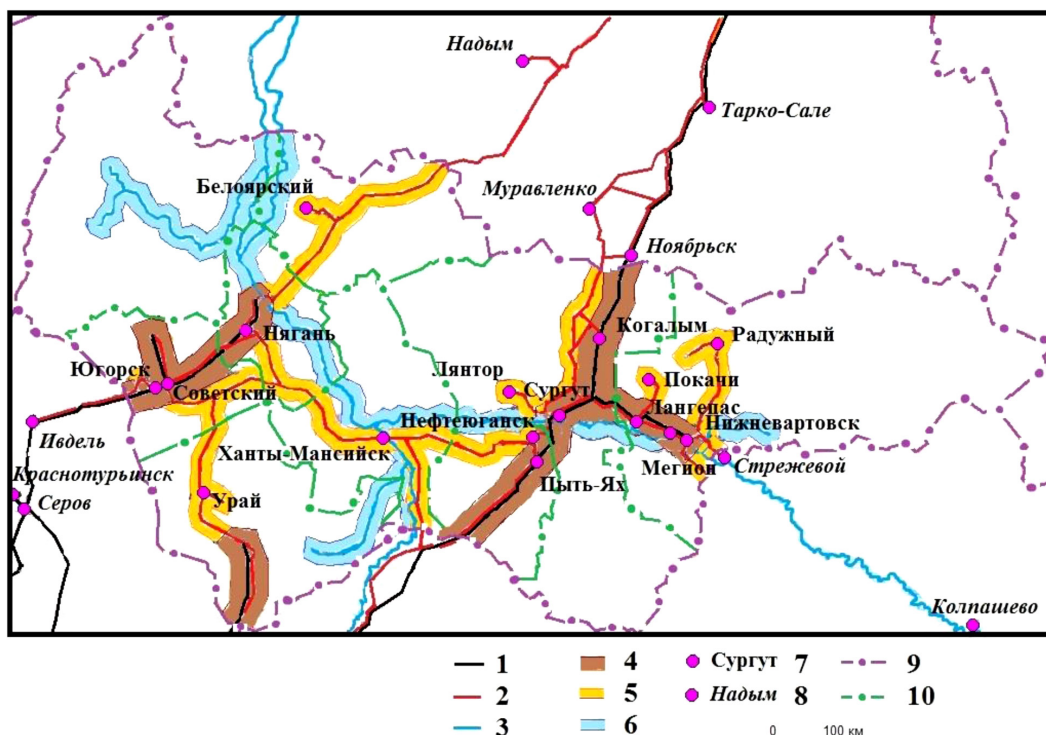 Надым
Тарко-Сале
Белоярский
Муравленко
Ноябрьск
Нягань
Когалым
Радужный
Югорск
Лянтор
Покачи
Советский
Сургут
Ивдель
Нефтеюганск
Лангепас
Нижневартовск
Ханты-Мансийск
Мегион
Стрежевой
Краснотурьинск
Пыть-Ях
Серов
Урай
Колпашево
1 4 Сургут 7 9
2 5 Надым 8 10
3 6
0 100 км